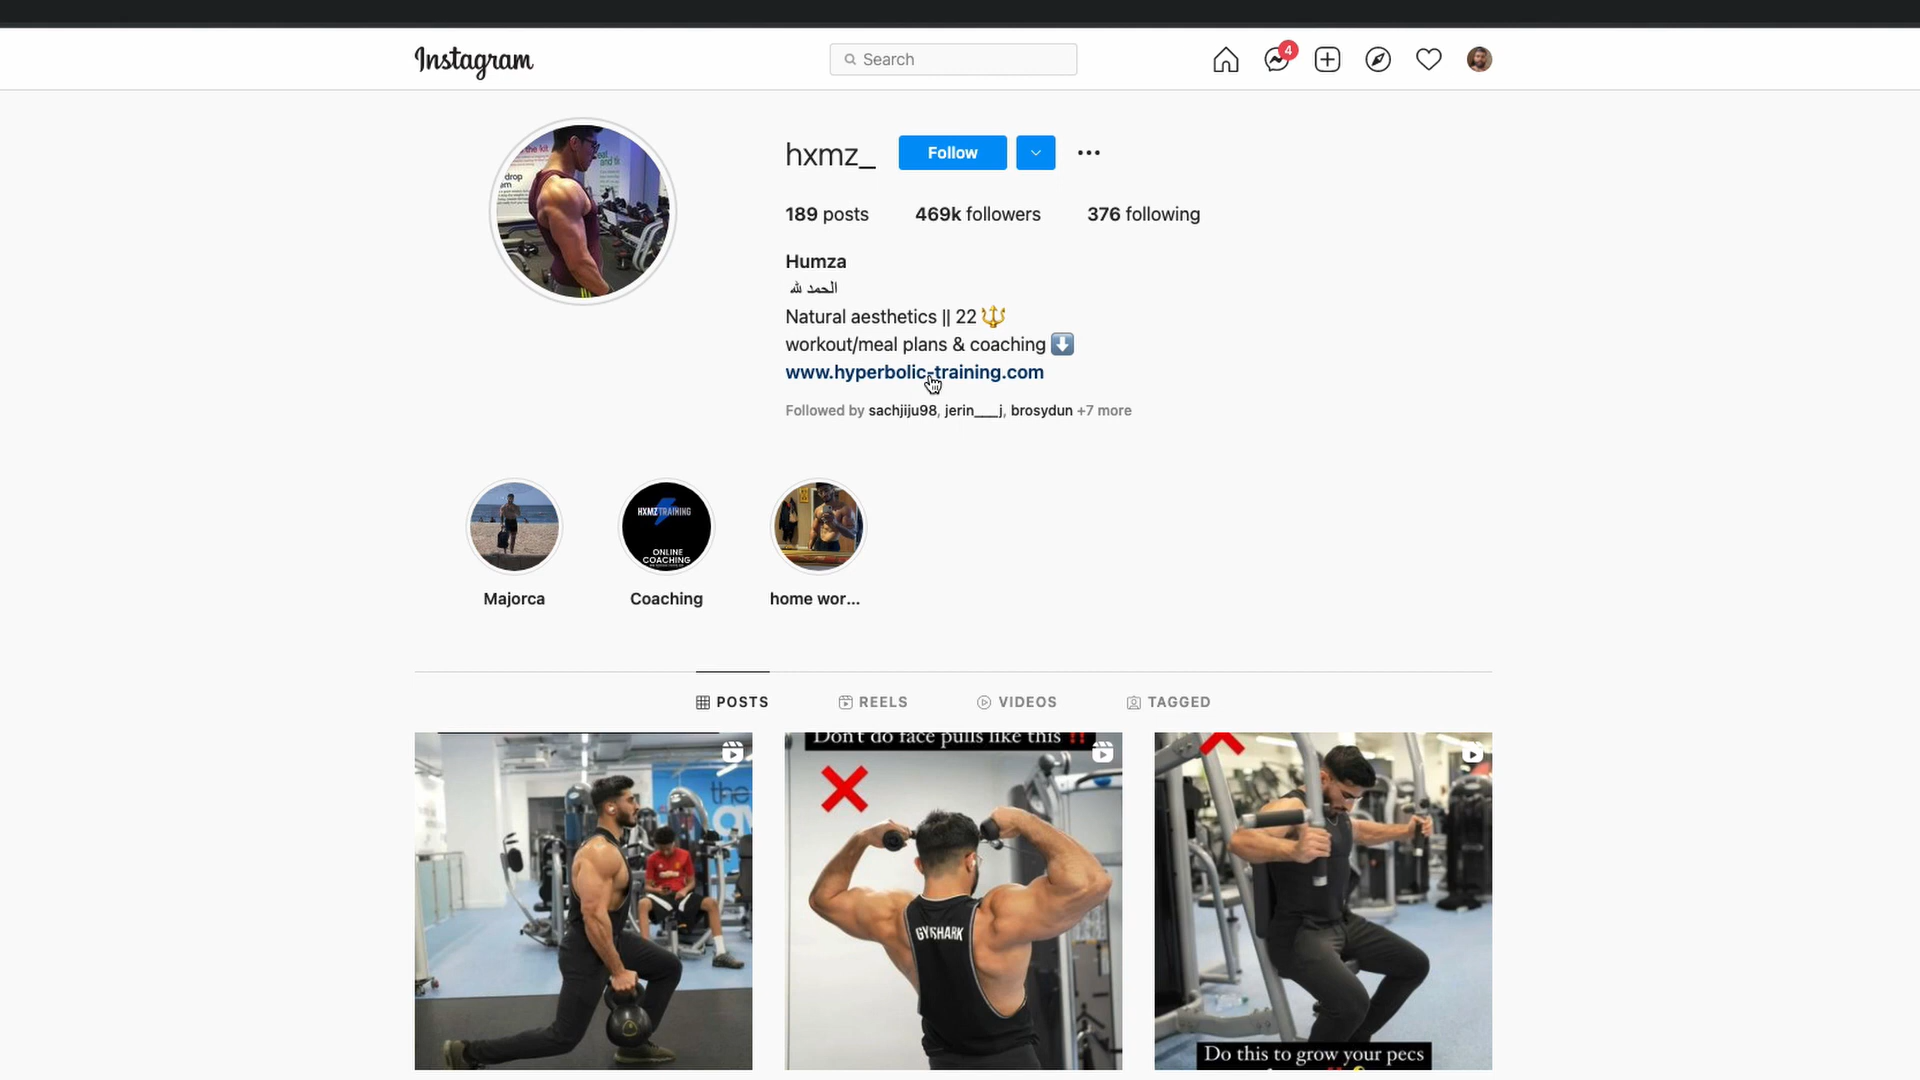 Instagram
Search
4
hxmz_
Follow
189 posts
469k followers
376 following
Humza
الحمد لله
Natural aesthetics || 22 🔱
workout/meal plans & coaching ⬇️
www.hyperbolic-training.com
Followed by sachjiju98, jerin___j, brosydun +7 more
HXMZTRAINING
ONLINE
COACHING
Majorca
Coaching
home wor...
POSTS
REELS
VIDEOS
TAGGED
Don't do face pulls like this ‼️
the
GYMSHARK
Do this to grow your pecs